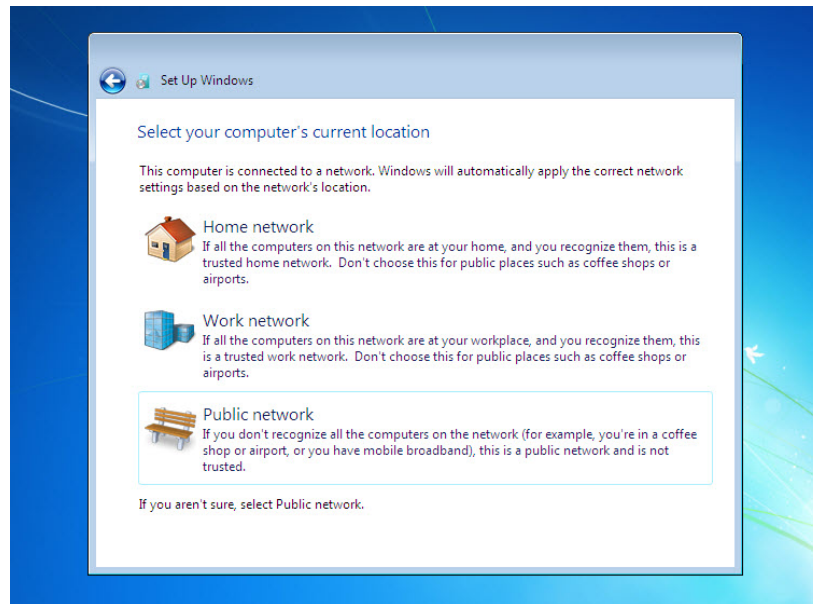 Set Up Windows
Select your computer's current location
This computer is connected to a network. Windows will automatically apply the correct network
settings based on the network's location.
Home network
If all the computers on this network are at your home, and you recognize them, this is a
trusted home network.  Don't choose this for public places such as coffee shops or
airports.
Work network
If all the computers on this network are at your workplace, and you recognize them, this
is a trusted work network.  Don't choose this for public places such as coffee shops or
airports.
Public network
If you don't recognize all the computers on the network (for example, you're in a coffee
shop or airport, or you have mobile broadband), this is a public network and is not
trusted.
If you aren't sure, select Public network.